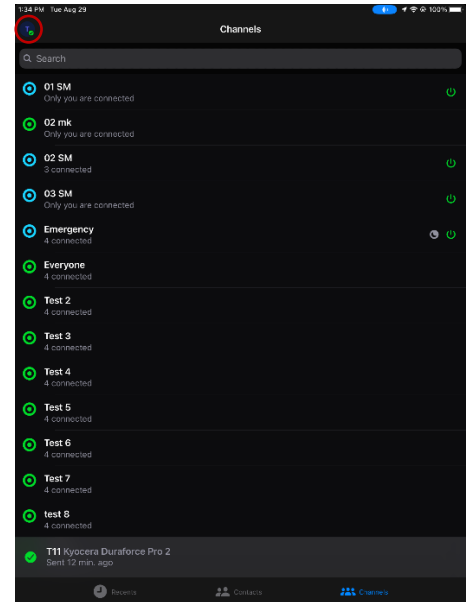 1:34 PM Tue Aug 29
100%
T
Channels
Search
01 SM
Only you are connected
02 mk
Only you are connected
02 SM
3 connected
03 SM
Only you are connected
Emergency
4 connected
Everyone
4 connected
Test 2
4 connected
Test 3
4 connected
Test 4
4 connected
Test 5
4 connected
Test 6
4 connected
Test 7
4 connected
test 8
4 connected
T11 Kyocera Duraforce Pro 2
Sent 12 min. ago
Recents
Contacts
Channels